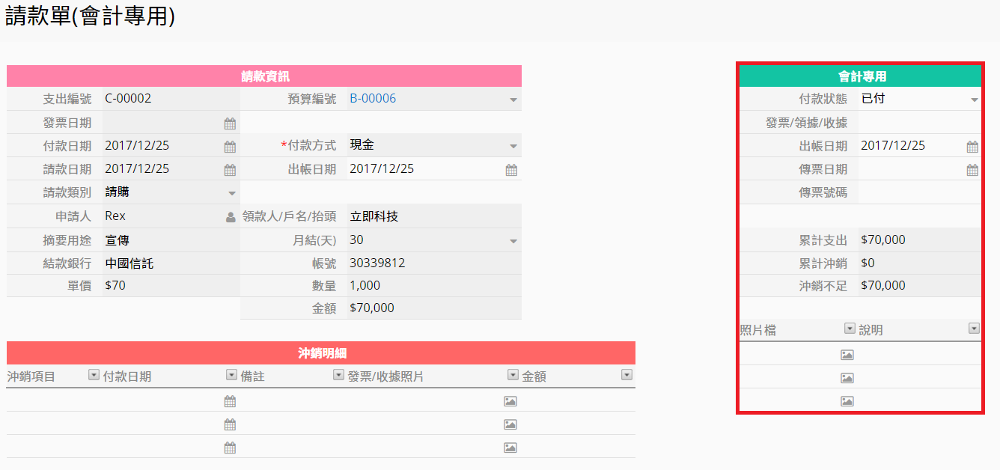 請款單(會計專用)
請款資訊
支出編號 C-00002 預算編號 B-00006
發票日期
付款日期 2017/12/25 *付款方式 現金
請款日期 2017/12/25 出帳日期 2017/12/25
請款類別 請購
申請人 Rex 領款人/戶名/抬頭 立即科技
摘要用途 宣傳 月結(天) 30
結款銀行 中國信託 帳號 30339812
單價 $70 數量 1,000
金額 $70,000
沖銷明細
沖銷項目 付款日期 備註 發票/收據照片 金額
會計專用
付款狀態 已付
發票/領據/收據
出帳日期 2017/12/25
傳票日期
傳票號碼
累計支出 $70,000
累計沖銷 $0
沖銷不足 $70,000
照片檔 說明